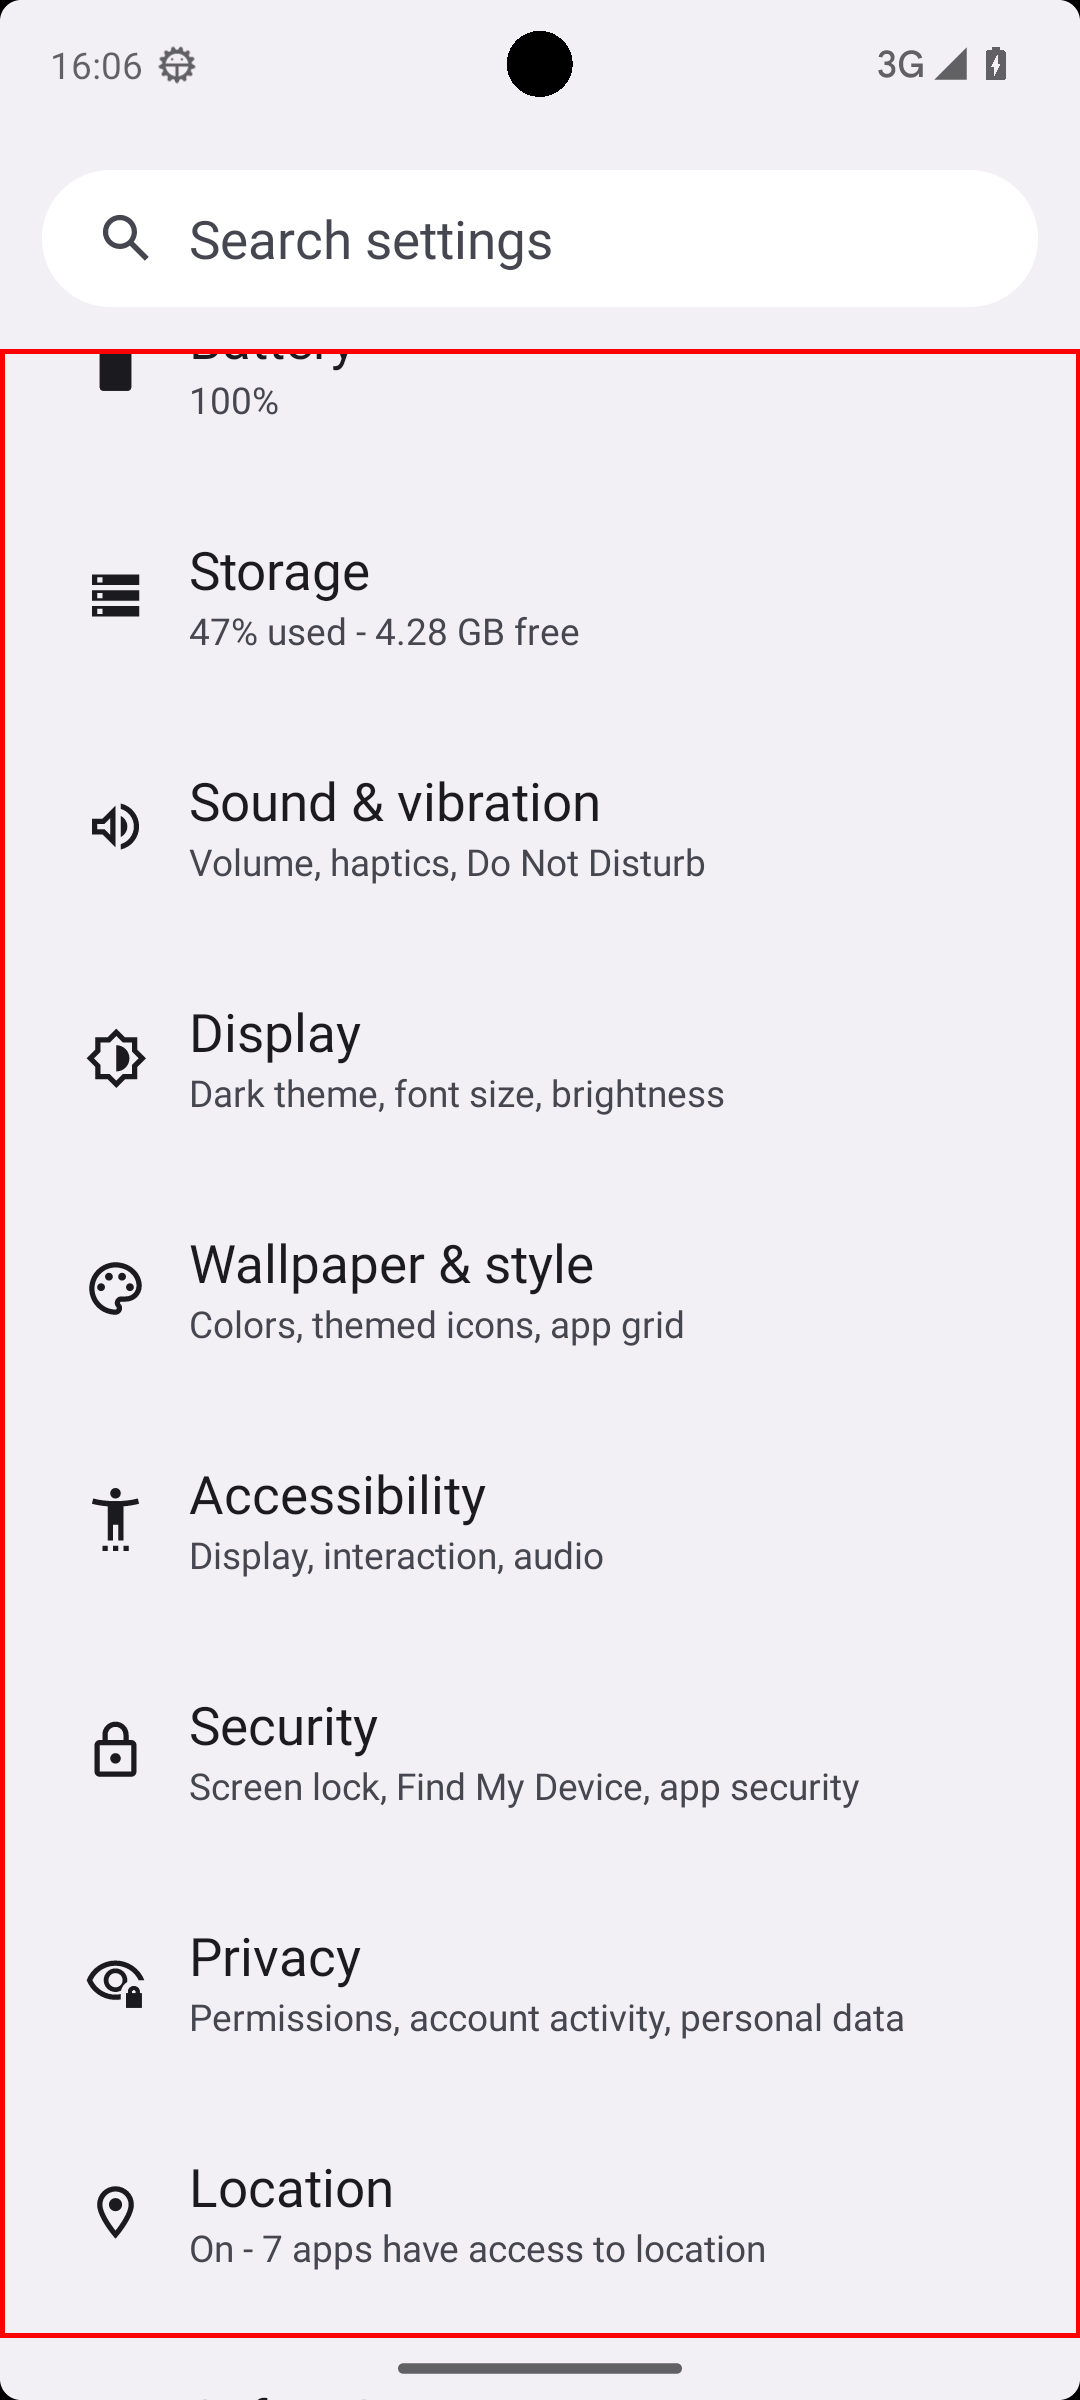 16:06
3G
Search settings
Battery
100%
Storage
47% used - 4.28 GB free
Sound & vibration
Volume, haptics, Do Not Disturb
Display
Dark theme, font size, brightness
Wallpaper & style
Colors, themed icons, app grid
Accessibility
Display, interaction, audio
Security
Screen lock, Find My Device, app security
Privacy
Permissions, account activity, personal data
Location
On - 7 apps have access to location